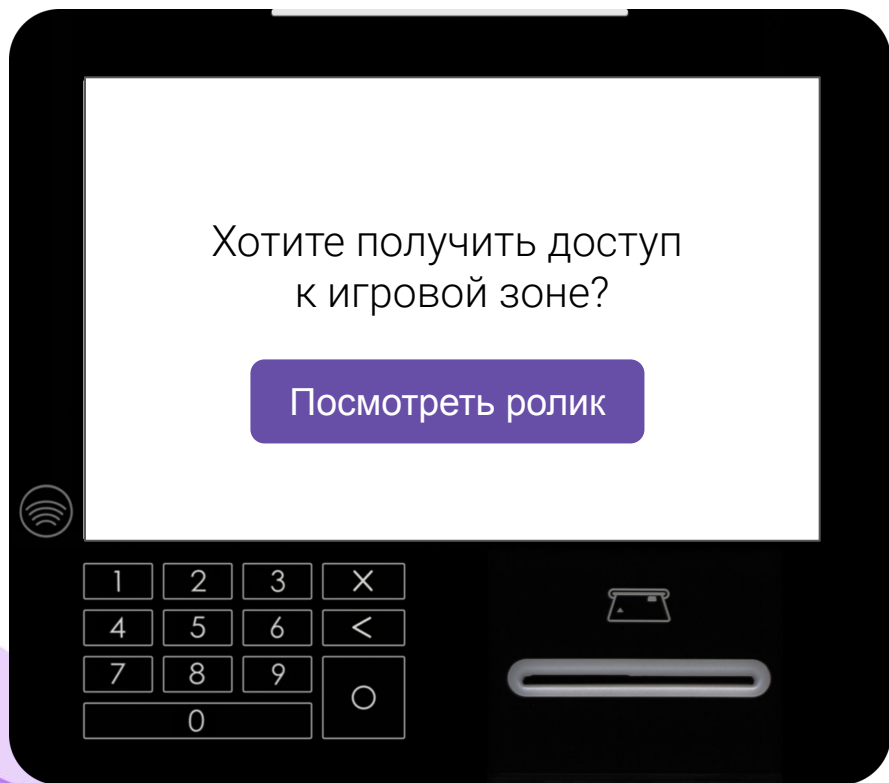 Хотите получить доступ
к игровой зоне?
Посмотреть ролик
1 2 3 X
4 5 6 <
7 8 9 O
0